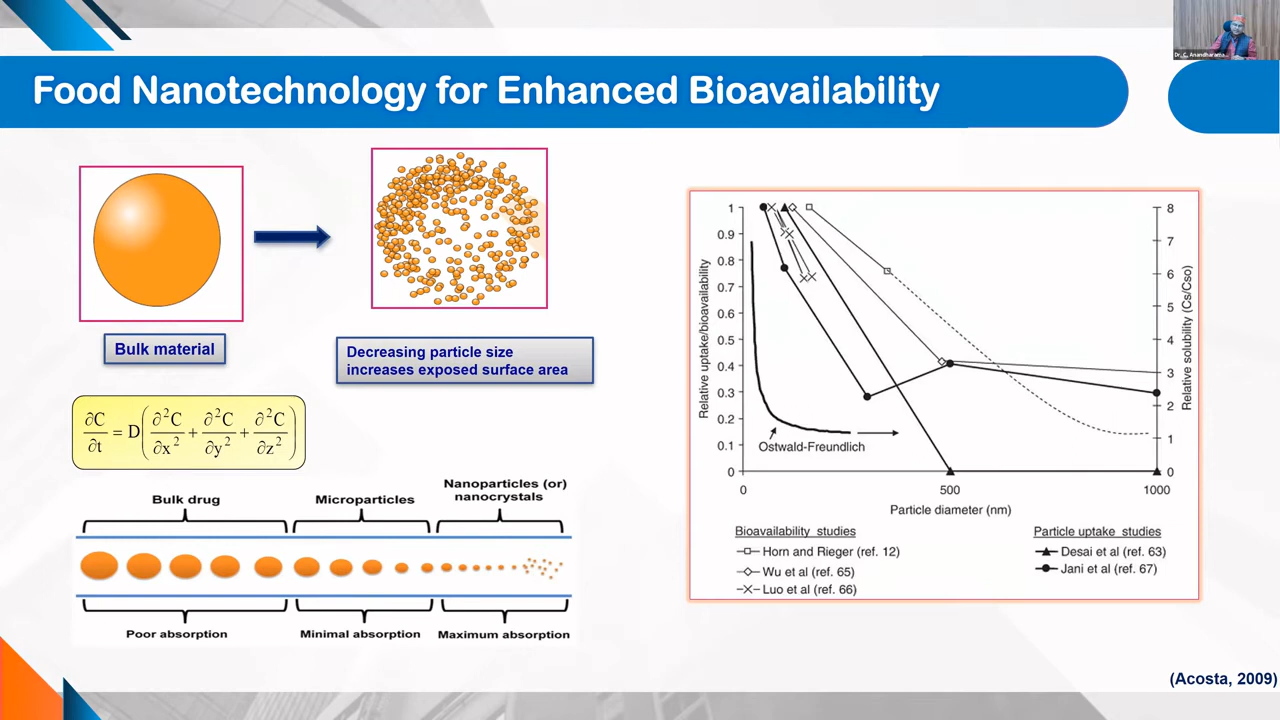 Dr. C. Anandharama...
Food Nanotechnology for Enhanced Bioavailability
Bulk material
Decreasing particle size
increases exposed surface area
∂C/∂t = D(∂²C/∂x² + ∂²C/∂y² + ∂²C/∂z²)
Bulk drug
Microparticles
Nanoparticles (or)
nanocrystals
Poor absorption
Minimal absorption
Maximum absorption
Relative uptake/bioavailability
1
0.9
0.8
0.7
0.6
0.5
0.4
0.3
0.2
0.1
0
Ostwald-Freundlich
8
7
6
5
4
3
2
1
0
Relative solubility (Cs/Cso)
0 500 1000
Particle diameter (nm)
Bioavailability studies
Horn and Rieger (ref. 12)
Wu et al (ref. 65)
Luo et al (ref. 66)
Particle uptake studies
Desai et al (ref. 63)
Jani et al (ref. 67)
(Acosta, 2009)